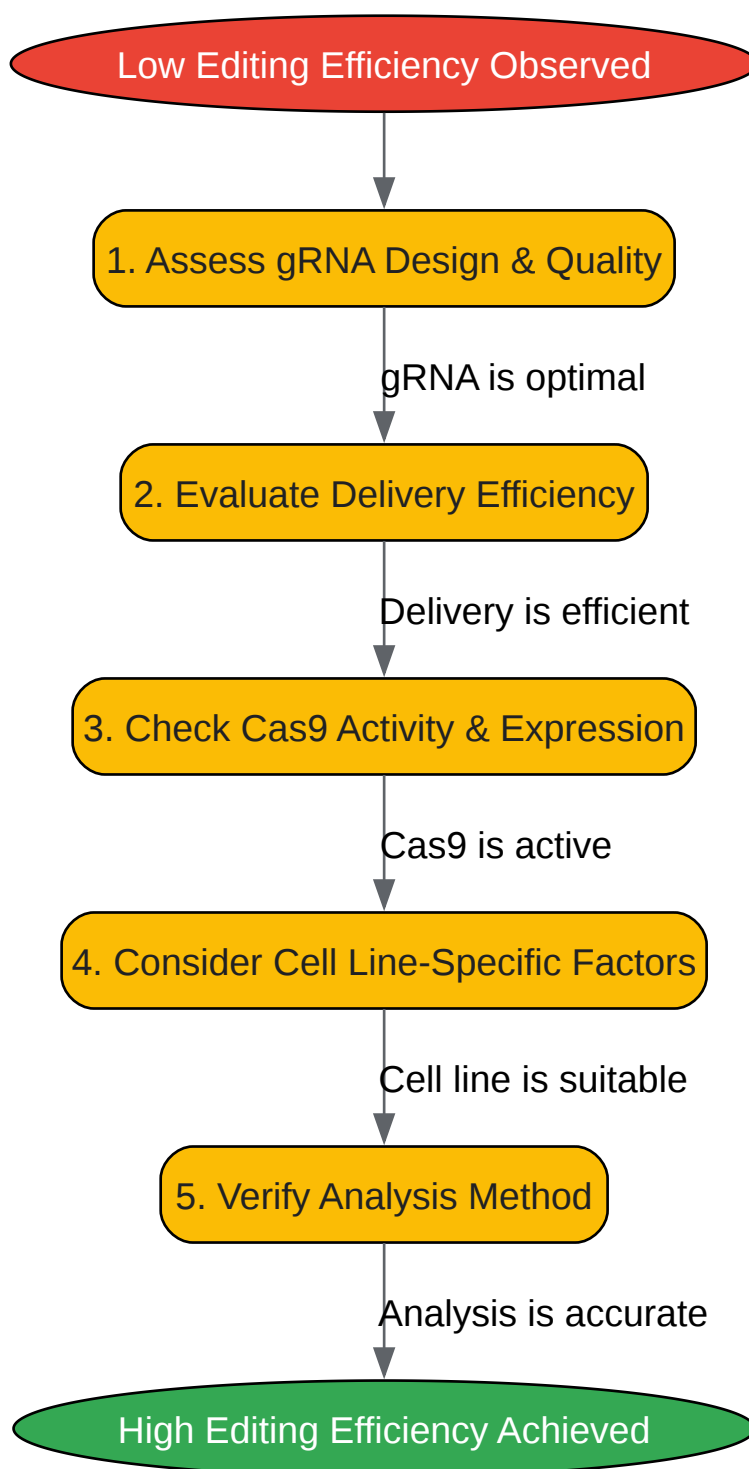 Low Editing Efficiency Observed
1. Assess gRNA Design & Quality
gRNA is optimal
2. Evaluate Delivery Efficiency
Delivery is efficient
3. Check Cas9 Activity & Expression
Cas9 is active
4. Consider Cell Line-Specific Factors
Cell line is suitable
5. Verify Analysis Method
Analysis is accurate
High Editing Efficiency Achieved